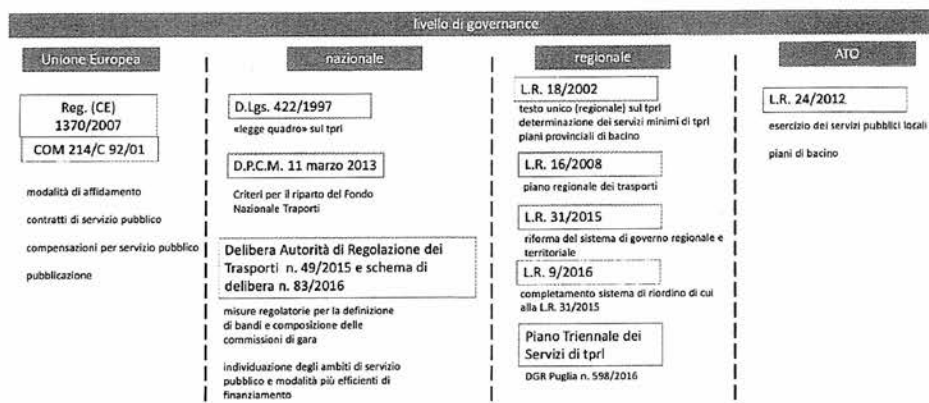 livello di governance
Unione Europea
Reg. (CE)
1370/2007
COM 214/C 92/01
modalità di affidamento
contratti di servizio pubblico
compensazioni per servizio pubblico
pubblicazione
nazionale
D.Lgs. 422/1997
«legge quadro» sul tprl
D.P.C.M. 11 marzo 2013
Criteri per il riparto del Fondo
Nazionale Traporti
Delibera Autorità di Regolazione dei
Trasporti n. 49/2015 e schema di
delibera n. 83/2016
misure regolatorie per la definizione
di bandi e composizione delle
commissioni di gara
individuazione degli ambiti di servizio
pubblico e modalità più efficienti di
finanziamento
regionale
L.R. 18/2002
testo unico (regionale) sul tprl
determinazione dei servizi minimi di tprl
piani provinciali di bacino
L.R. 16/2008
piano regionale dei trasporti
L.R. 31/2015
riforma del sistema di governo regionale e
territoriale
L.R. 9/2016
completamento sistema di riordino di cui
alla L.R. 31/2015
Piano Triennale dei
Servizi di tprl
DGR Puglia n. 598/2016
ATO
L.R. 24/2012
esercizio dei servizi pubblici locali
piani di bacino